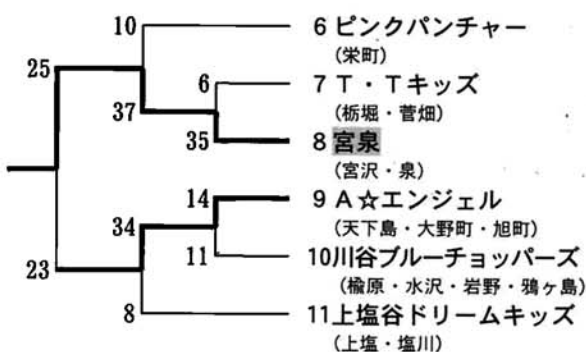 10
6 ピンクパンチャー
(栄町)
25
6
7 T・Tキッズ
(栃堀・菅畑)
37
35
8 宮泉
(宮沢・泉)
14
9 A☆エンジェル
(天下島・大野町・旭町)
34
11
10 川谷ブルーチョッパーズ
(楡原・水沢・岩野・鴉ヶ島)
23
8
11 上塩谷ドリームキッズ
(上塩・塩川)